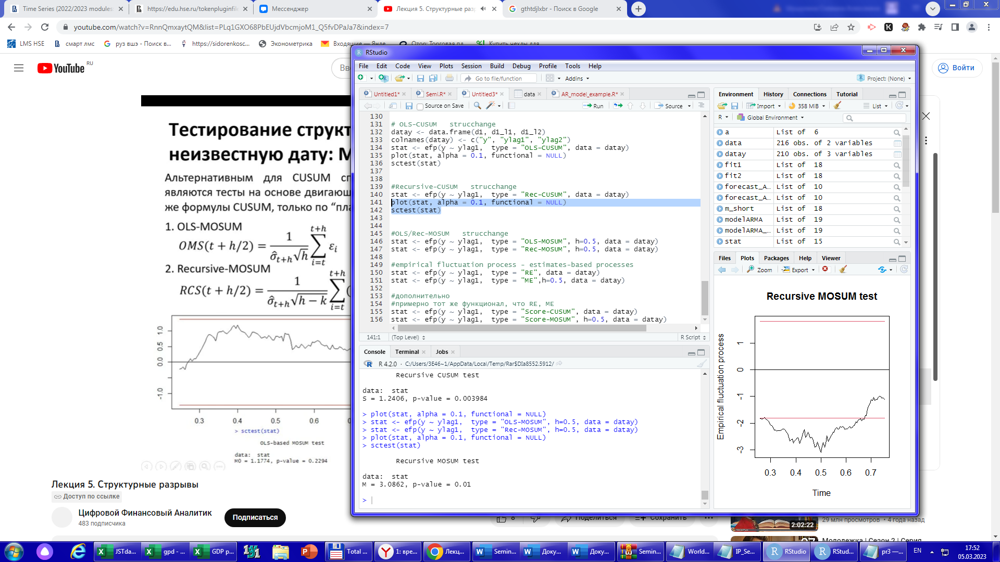 Time Series (2022/2023 modules
https://edu.hse.ru/tokenpluginfile
Мессенджер
Лекция 5. Структурные разр
gthtdjlxbr - Поиск в Google
youtube.com/watch?v=RnnQmxaytQM&list=PLq1GXO68PbEUjdVbcmjoM1_Q5fvDPaJa7&index=7
LMS HSE
смарт лмс
руз вшэ - Поиск в...
https://sidorenkosc...
Эконометрика
Входящие — Янде...
Ozon: Торговая пл...
Купить чехлы для
YouTube RU
Вве
Войти
Тестирование структ
неизвестную дату: М
Альтернативным для CUSUM сп
являются тесты на основе двигаю
же формулы CUSUM, только по “пла
1. OLS-MOSUM
OMS(t + h/2) = 1 / σ̂t+h√h ∑ i=t t+h εi
2. Recursive-MOSUM
RCS(t + h/2) = 1 / σ̂t+h√h − k ∑ i=t t+h (
1.0
0.5
0.0
-1.0
0.3 0.4 0.5 0.6
> sctest(stat)
OLS-based MOSUM test
data: stat
M0 = 1.1774, p-value = 0.2294
Лекция 5. Структурные разрывы
Доступ по ссылке
Цифровой Финансовый Аналитик
483 подписчика
Подписаться
8
Поделиться
Сохранить
2:02:22
29 млн просмотров • 4 года назад
Молодежка | Сезон 2 | Серия
RStudio
File Edit Code View Plots Session Build Debug Profile Tools Help
Go to file/function
Addins
Project: (None)
Untitled1*
Semi.R*
Untitled3*
data
AR_model_example.R*
Source on Save
Run
Source
130
131 # OLS-CUSUM strucchange
132 datay <- data.frame(d1, d1_l1, d1_l2)
133 colnames(datay) <- c("y", "ylag1", "ylag2")
134 stat <- efp(y ~ ylag1, type = "OLS-CUSUM", data = datay)
135 plot(stat, alpha = 0.1, functional = NULL)
136 sctest(stat)
137
138
139 #Recursive-CUSUM strucchange
140 stat <- efp(y ~ ylag1, type = "Rec-CUSUM", data = datay)
141 plot(stat, alpha = 0.1, functional = NULL)
142 sctest(stat)
143
144
145 #OLS/Rec-MOSUM strucchange
146 stat <- efp(y ~ ylag1, type = "OLS-MOSUM", h=0.5, data = datay)
147 stat <- efp(y ~ ylag1, type = "Rec-MOSUM", h=0.5, data = datay)
148
149 #empirical fluctuation process - estimates-based processes
150 stat <- efp(y ~ ylag1, type = "RE", data = datay)
151 stat <- efp(y ~ ylag1, type = "ME",h=0.5, data = datay)
152
153 #дополнительно
154 #примерно тот же функционал, что RE, ME
155 stat <- efp(y ~ ylag1, type = "Score-CUSUM", data = datay)
156 stat <- efp(y ~ ylag1, type = "Score-MOSUM", h=0.5, data = datay)
141:1
(Top Level)
R Script
Console Terminal Jobs
R 4.2.0 · C:/Users/3E46~1/AppData/Local/Temp/Rar$DIa8552.5912/
Recursive CUSUM test
data: stat
S = 1.2406, p-value = 0.003984
> plot(stat, alpha = 0.1, functional = NULL)
> stat <- efp(y ~ ylag1, type = "OLS-MOSUM", h=0.5, data = datay)
> stat <- efp(y ~ ylag1, type = "Rec-MOSUM", h=0.5, data = datay)
> plot(stat, alpha = 0.1, functional = NULL)
> sctest(stat)
Recursive MOSUM test
data: stat
M = 3.0862, p-value = 0.01
>
Environment History Connections Tutorial
Import
358 MiB
List
R
Global Environment
a List of 6
data 216 obs. of 2 variables
datay 210 obs. of 3 variables
fit1 List of 18
fit2 List of 18
forecast_A... List of 10
forecast_A... List of 10
m_short List of 18
modelARMA List of 19
modelARMA_... List of 19
stat List of 15
Files Plots Packages Help Viewer
Zoom
Export
Recursive MOSUM test
Empirical fluctuation process
1
0
-1
-2
-3
0.3 0.4 0.5 0.6 0.7
Time
JSTda...
gpd - ...
GDP p...
Total ...
1: вре...
Лекц...
Semin...
Доку...
Доку...
Semin...
World...
IP_Se...
RStudio
RStud...
pr3 —...
EN
17:52
05.03.2023